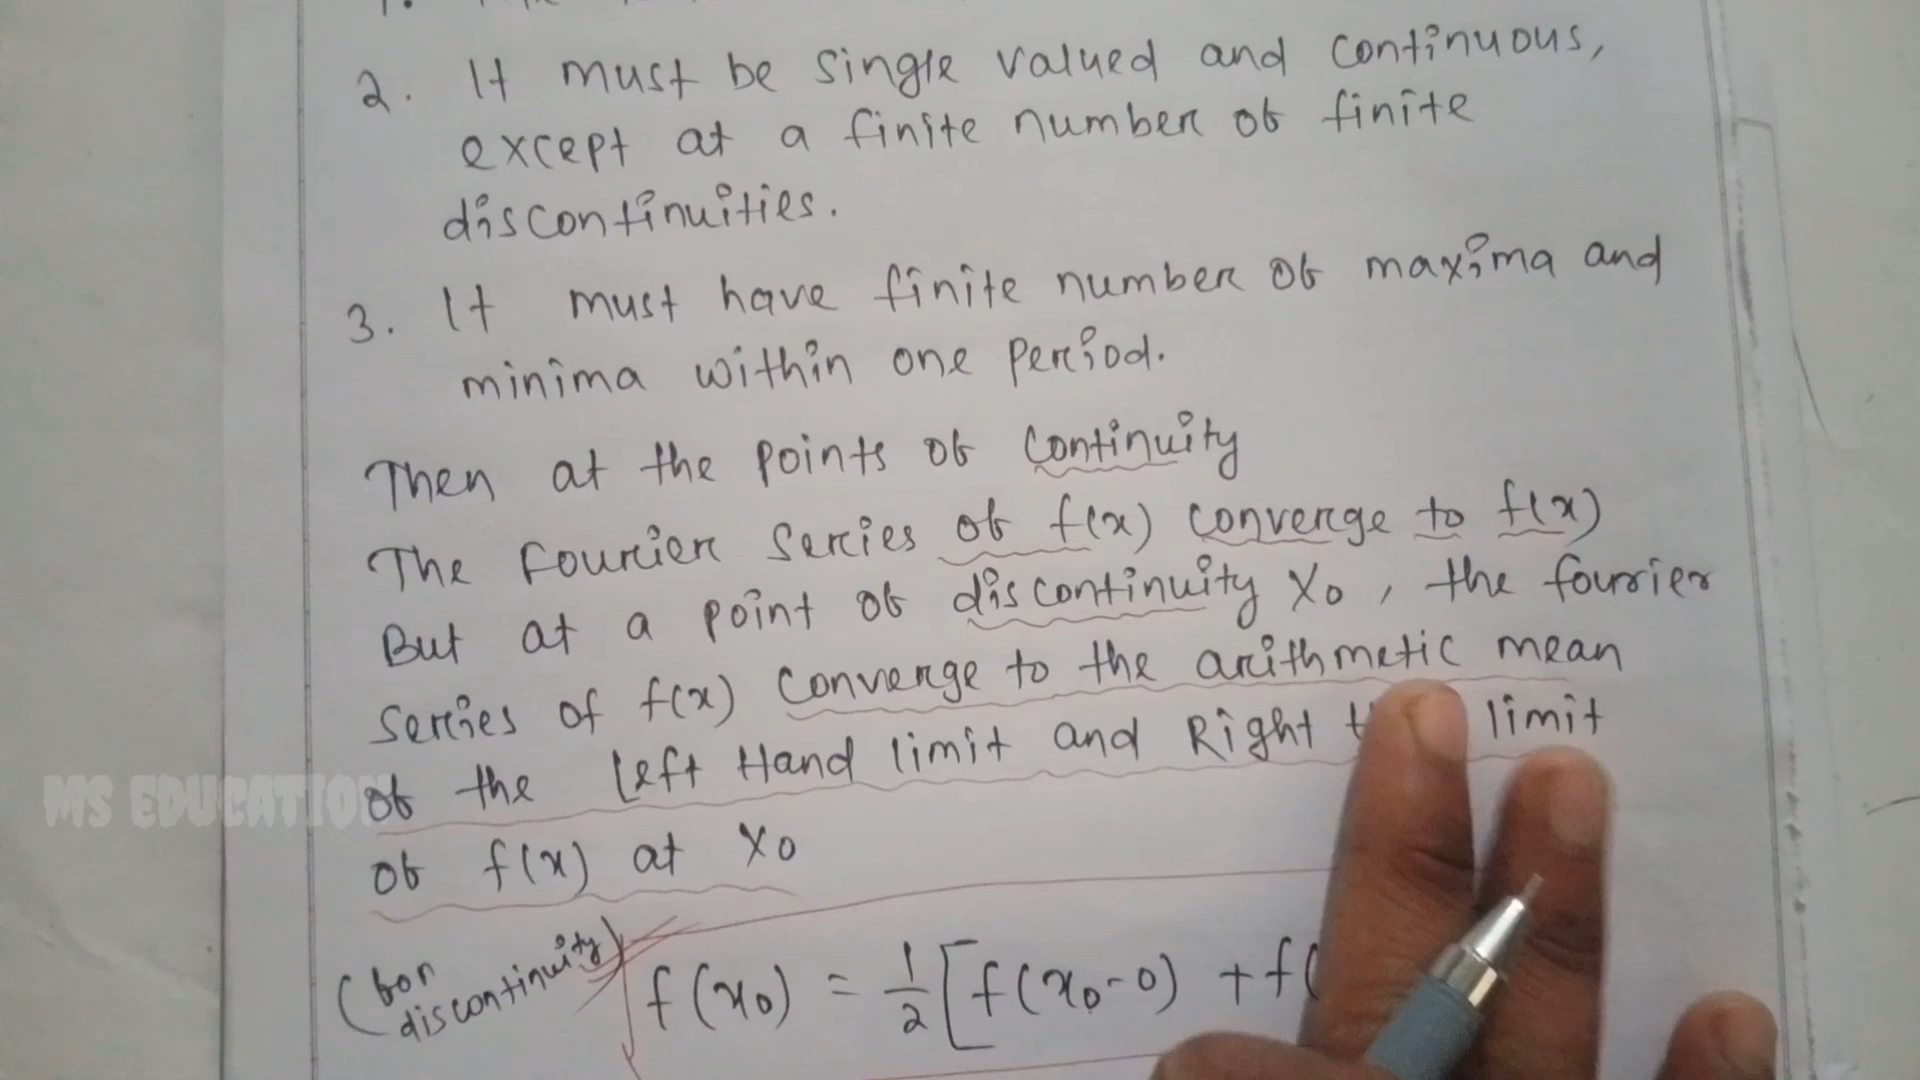 2. It must be single valued and continuous,
except at a finite number of finite
discontinuities.
3. It must have finite number of maxima and
minima within one period.
Then at the points of continuity
The Fourier series of f(x) converge to f(x)
But at a point of discontinuity x0, the fourier
series of f(x) converge to the arithmetic mean
of the Left Hand limit and Right limit
of f(x) at x0
(for discontinuity) f(x0) = 1/2 [f(x0-0) + f(
MS EDUCATION